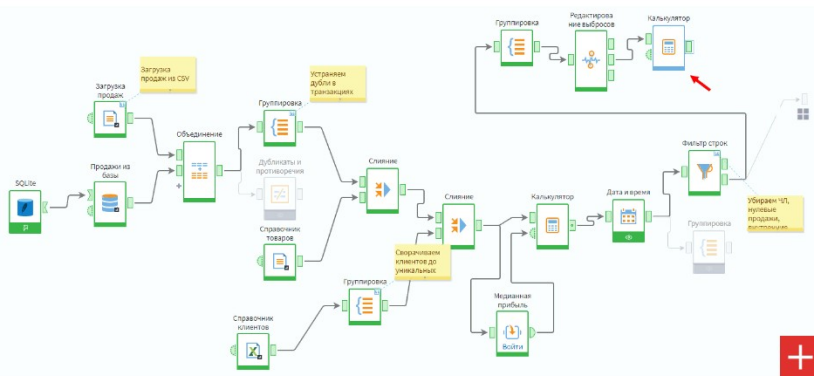 Группировка
Редактирова
ние выбросов
Калькулятор
Загрузка
продаж из CSV
Загрузка
продаж
Устраняем
дубли в
транзакциях
Группировка
Объединение
Фильтр строк
Дубликаты и
противоречия
Слияние
SQLite
Продажи из
базы
Слияние
Калькулятор
Дата и время
Убираем ЧЛ,
нулевые
продажи,
Группировка
Справочник
товаров
Сворачиваем
клиентов до
уникальных
Группировка
Медианная
прибыль
Войти
Справочник
клиентов